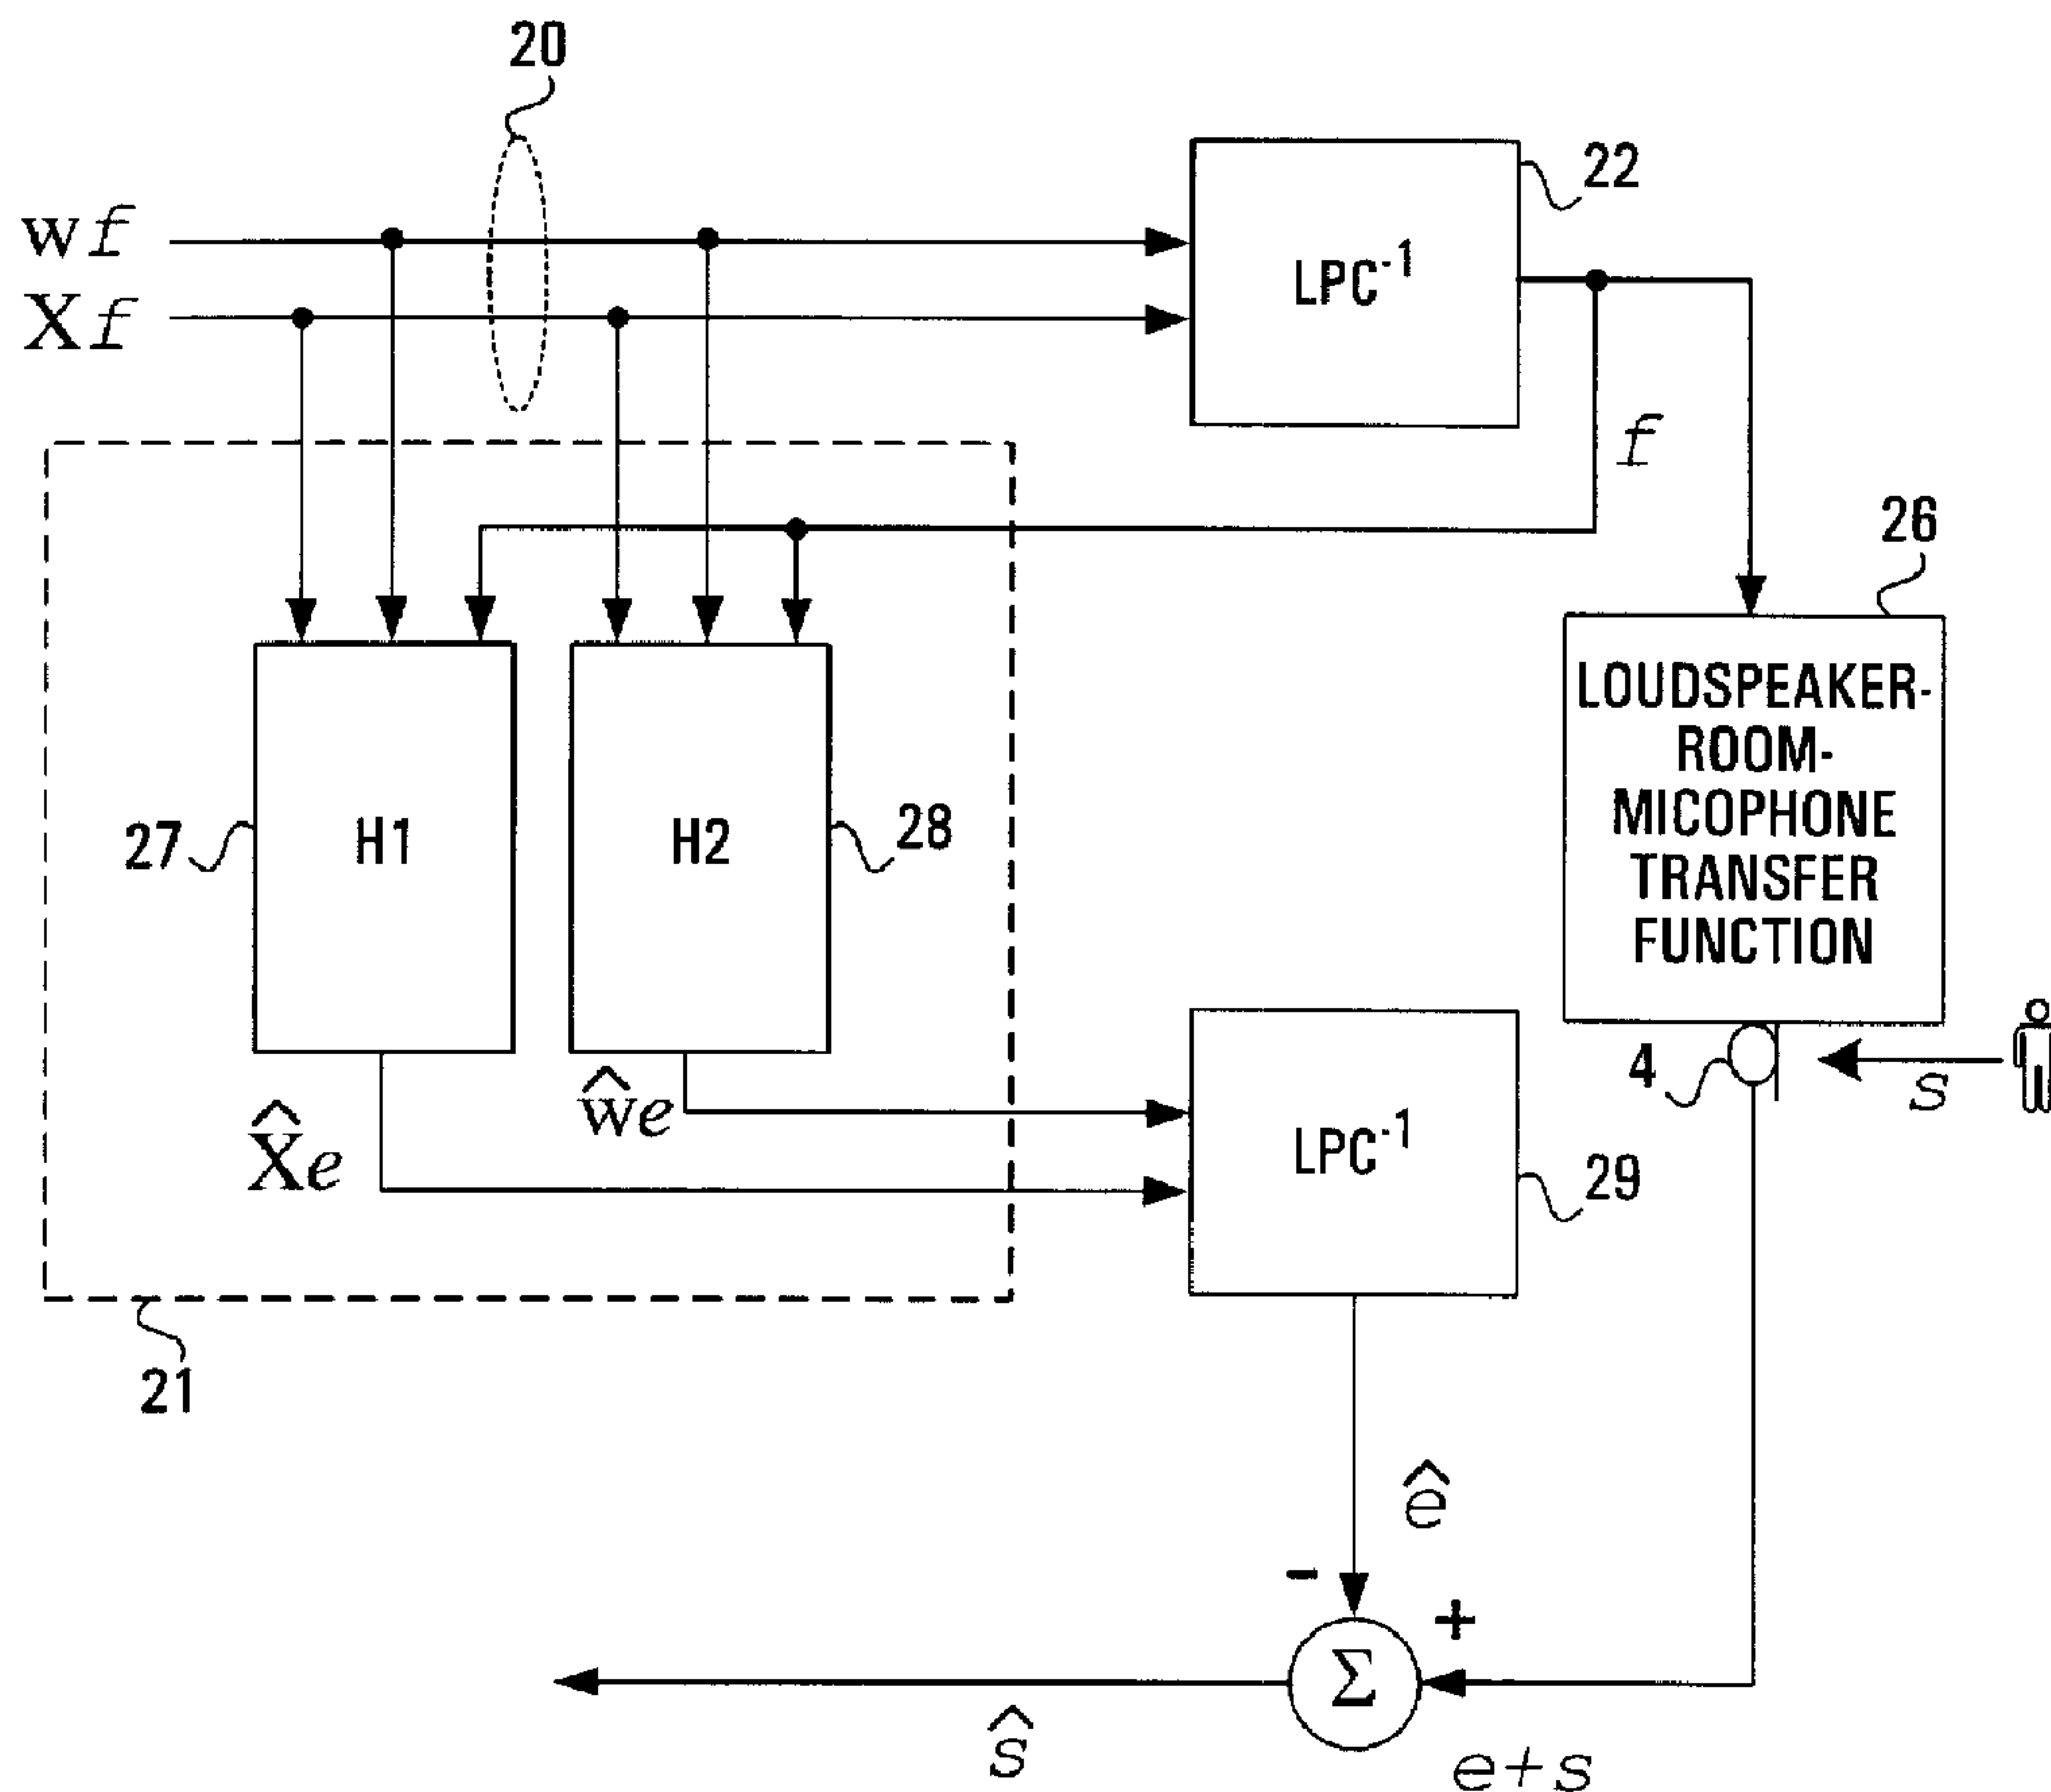 20
22
wf
Xf
LPC⁻¹
f
26
LOUDSPEAKER-
ROOM-
MICOPHONE
TRANSFER
FUNCTION
27
H1
H2
28
4
s
ŵe
X̂e
LPC⁻¹
29
21
ê
-
+
Σ
ŝ
e+s